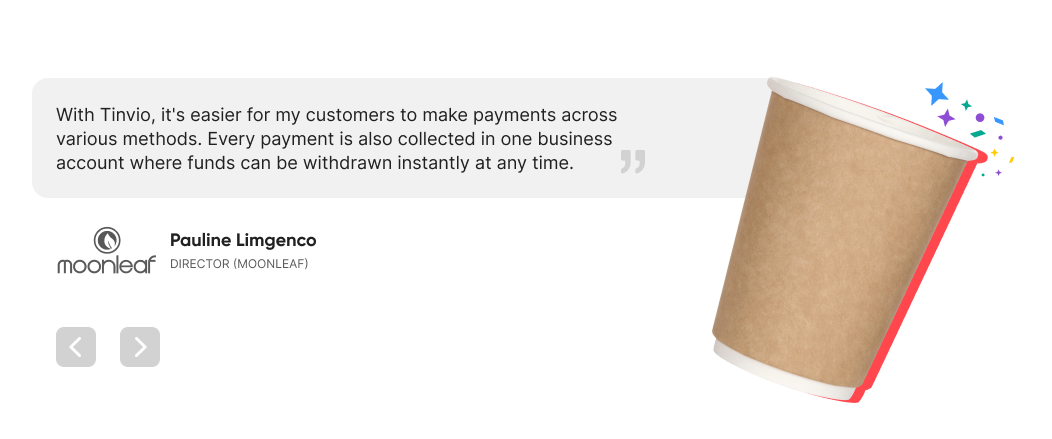 With Tinvio, it's easier for my customers to make payments across
various methods. Every payment is also collected in one business
account where funds can be withdrawn instantly at any time.
”
moonleaf
Pauline Limgenco
DIRECTOR (MOONLEAF)